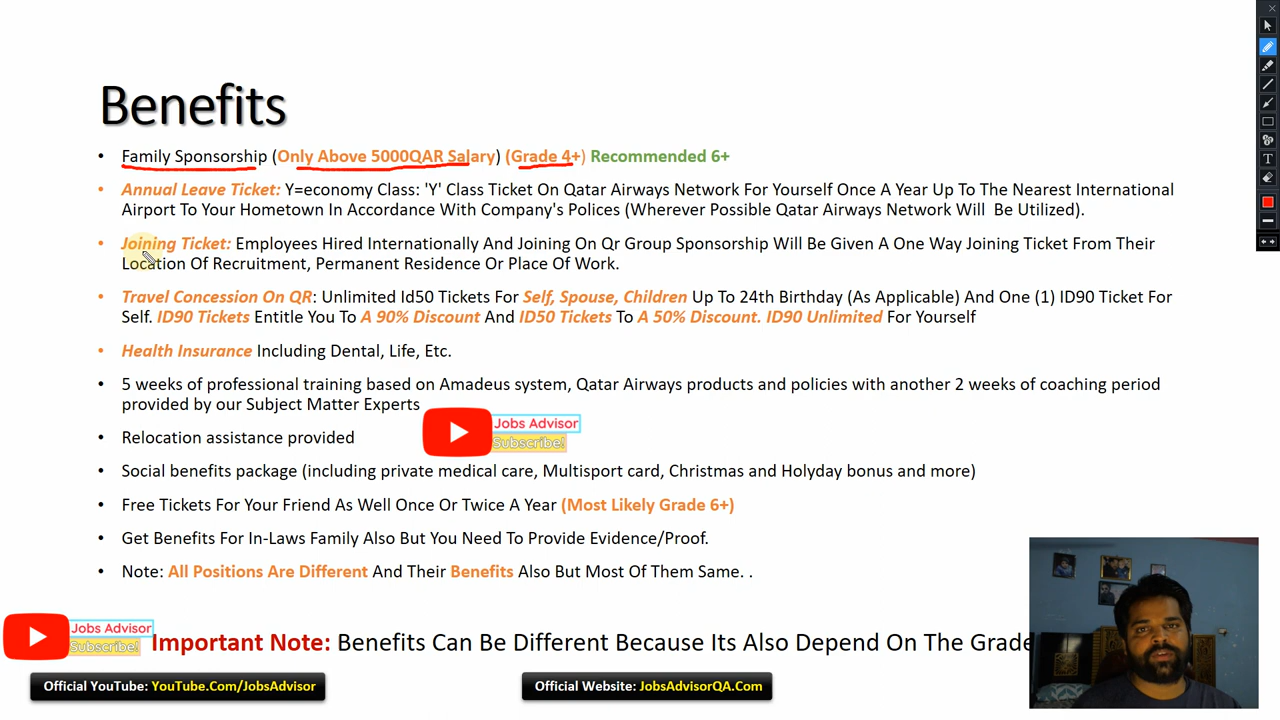 Benefits
• Family Sponsorship (Only Above 5000QAR Salary) (Grade 4+) Recommended 6+
• Annual Leave Ticket: Y=economy Class: 'Y' Class Ticket On Qatar Airways Network For Yourself Once A Year Up To The Nearest International
Airport To Your Hometown In Accordance With Company's Polices (Wherever Possible Qatar Airways Network Will Be Utilized).
• Joining Ticket: Employees Hired Internationally And Joining On Qr Group Sponsorship Will Be Given A One Way Joining Ticket From Their
Location Of Recruitment, Permanent Residence Or Place Of Work.
• Travel Concession On QR: Unlimited Id50 Tickets For Self, Spouse, Children Up To 24th Birthday (As Applicable) And One (1) ID90 Ticket For
Self. ID90 Tickets Entitle You To A 90% Discount And ID50 Tickets To A 50% Discount. ID90 Unlimited For Yourself
• Health Insurance Including Dental, Life, Etc.
• 5 weeks of professional training based on Amadeus system, Qatar Airways products and policies with another 2 weeks of coaching period
provided by our Subject Matter Experts
Jobs Advisor
Subscribe!
• Relocation assistance provided
• Social benefits package (including private medical care, Multisport card, Christmas and Holyday bonus and more)
• Free Tickets For Your Friend As Well Once Or Twice A Year (Most Likely Grade 6+)
• Get Benefits For In-Laws Family Also But You Need To Provide Evidence/Proof.
• Note: All Positions Are Different And Their Benefits Also But Most Of Them Same. .
Jobs Advisor
Subscribe!
Important Note: Benefits Can Be Different Because Its Also Depend On The Grade
Official YouTube: YouTube.Com/JobsAdvisor
Official Website: JobsAdvisorQA.Com
T